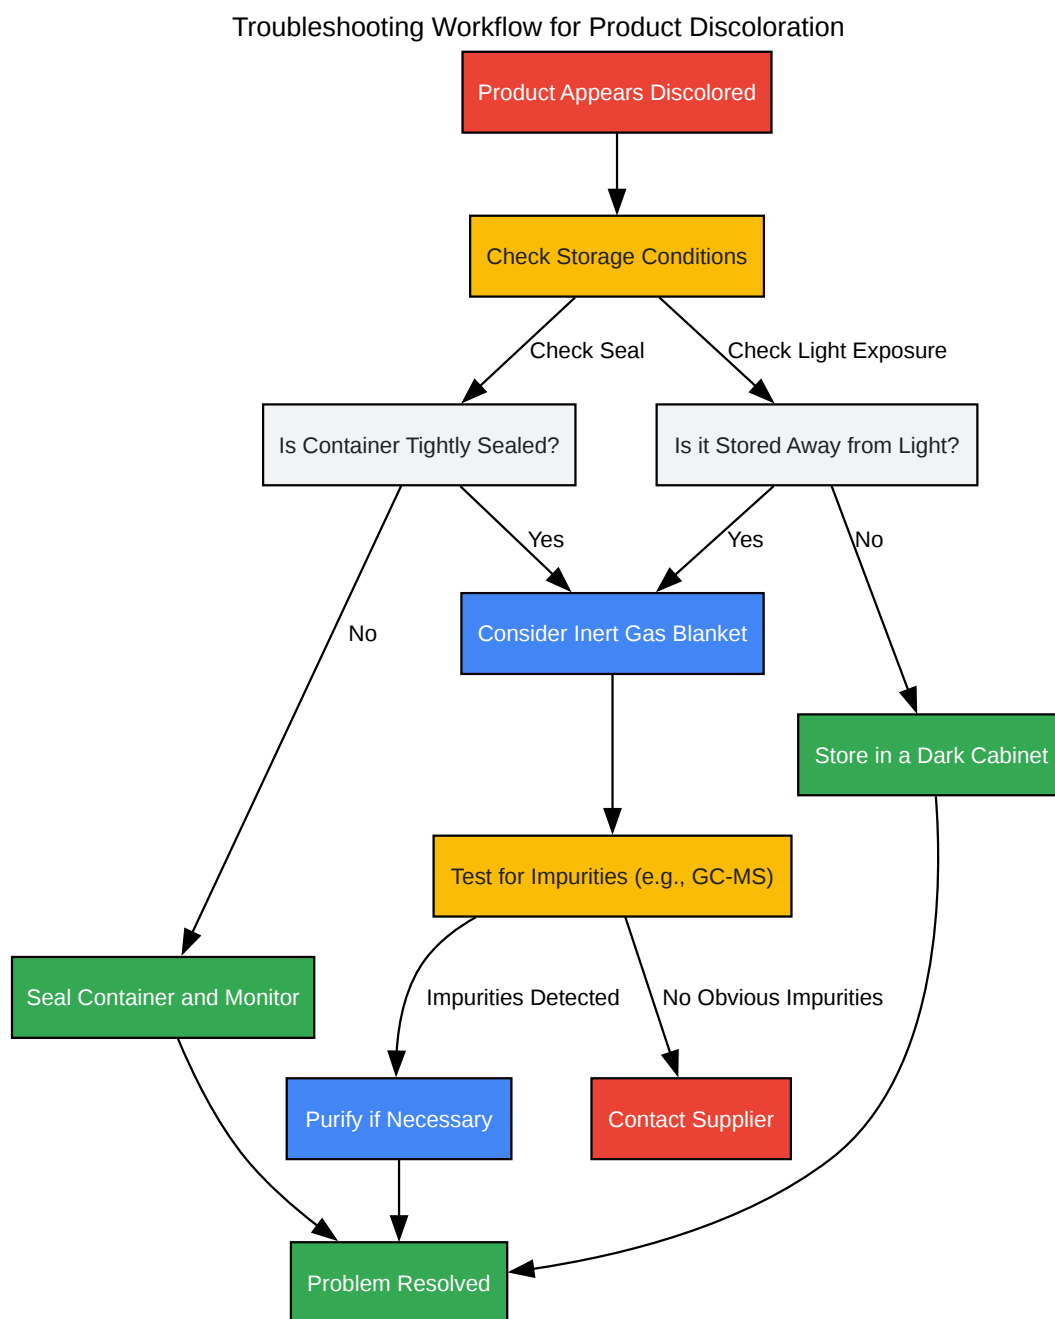 Troubleshooting Workflow for Product Discoloration
Product Appears Discolored
Check Storage Conditions
Check Seal
Check Light Exposure
Is Container Tightly Sealed?
Is it Stored Away from Light?
Yes
Yes
No
No
Consider Inert Gas Blanket
Store in a Dark Cabinet
Test for Impurities (e.g., GC-MS)
Seal Container and Monitor
Impurities Detected
No Obvious Impurities
Purify if Necessary
Contact Supplier
Problem Resolved